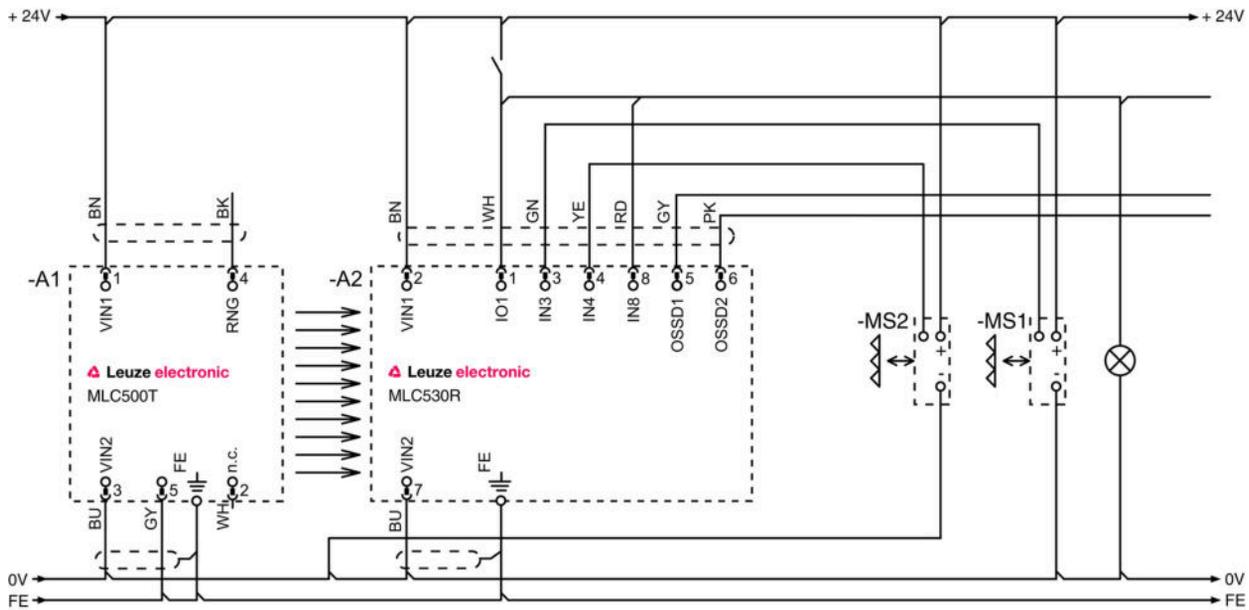 + 24V
+ 24V
BN
BK
BN
WH
GN
YE
RD
GY
PK
-A1
1
4
-A2
2
1
3
4
8
5
6
VIN1
RNG
VIN1
IO1
IN3
IN4
IN8
OSSD1
OSSD2
-MS2
-MS1
+
+
-
-
Leuze electronic
MLC500T
Leuze electronic
MLC530R
VIN2
FE
n.c.
VIN2
FE
3
5
2
7
BU
GY
WH
BU
0V
0V
FE
FE